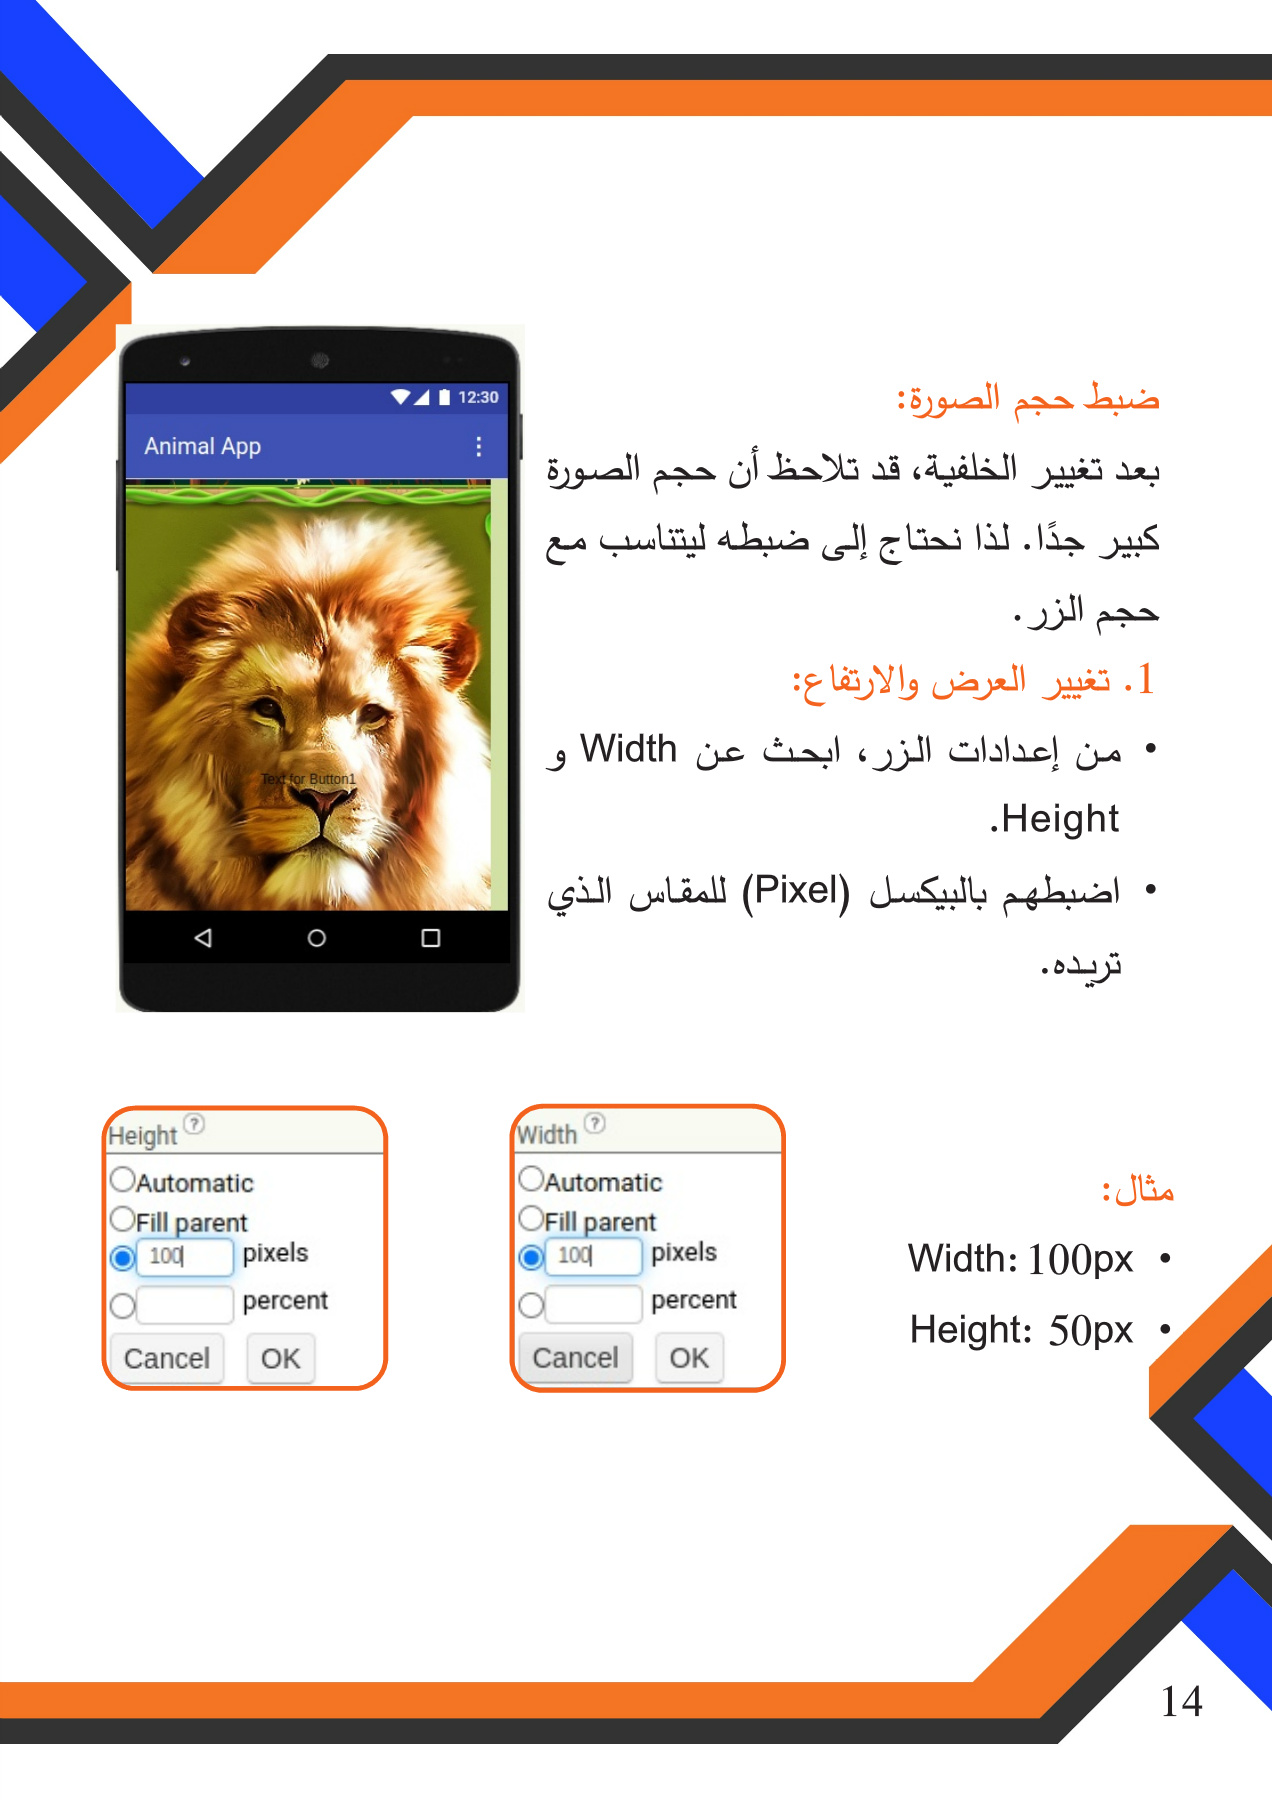 ضبط حجم الصورة:
بعد تغيير الخلفية، قد تلاحظ أن حجم الصورة
كبير جدًا. لذا نحتاج إلى ضبطه ليتناسب مع
حجم الزر.
1. تغيير العرض والارتفاع:
• من إعدادات الزر، ابحث عن Width و
Height.
• اضبطهم بالبيكسل (Pixel) للمقاس الذي
تريده.
12:30
Animal App
Text for Button1
مثال:
• Width: 100px
• Height: 50px
Width ?
Automatic
Fill parent
100 pixels
percent
Cancel OK
Height ?
Automatic
Fill parent
100 pixels
percent
Cancel OK
14